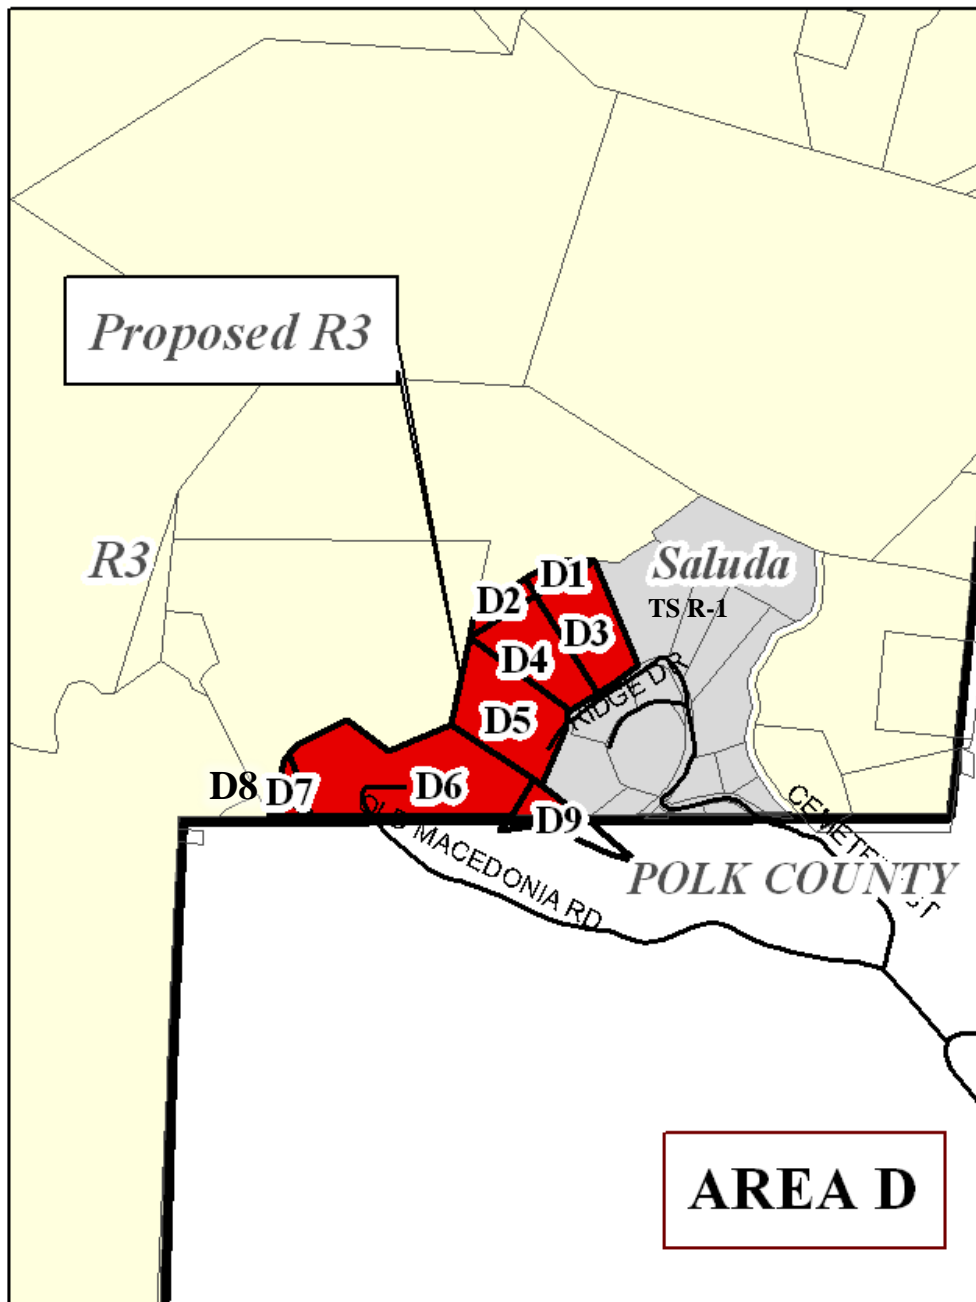 Proposed R3
R3
Saluda
TS R-1
D1
D2
D3
D4
RIDGE DR
D5
D6
D8
D7
D9
OLD MACEDONIA RD
POLK COUNTY
AREA D